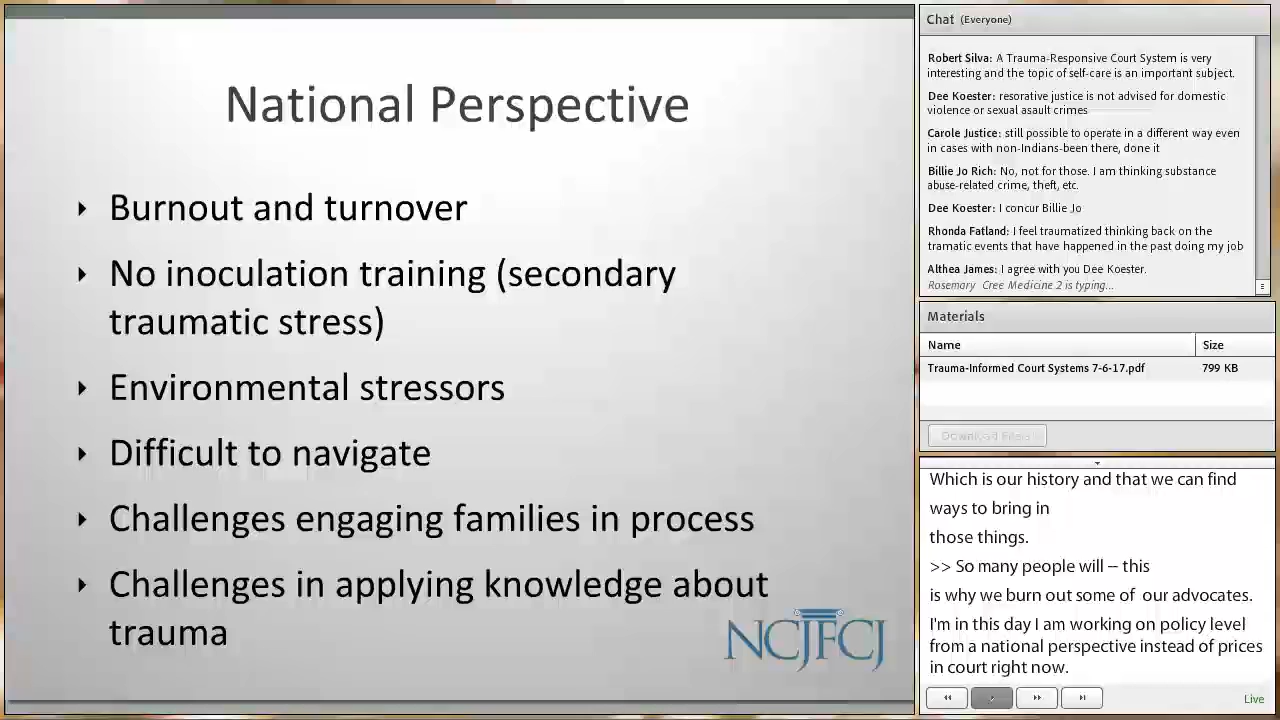 National Perspective
Burnout and turnover
No inoculation training (secondary
traumatic stress)
Environmental stressors
Difficult to navigate
Challenges engaging families in process
Challenges in applying knowledge about
trauma
NCJFCJ
Chat (Everyone)
Robert Silva: A Trauma-Responsive Court System is very
interesting and the topic of self-care is an important subject.
Dee Koester: resorative justice is not advised for domestic
violence or sexual asault crimes
Carole Justice: still possible to operate in a different way even
in cases with non-Indians-been there, done it
Billie Jo Rich: No, not for those. I am thinking substance
abuse-related crime, theft, etc.
Dee Koester: I concur Billie Jo
Rhonda Fatland: I feel traumatized thinking back on the
tramatic events that have happened in the past doing my job
Althea James: I agree with you Dee Koester.
Rosemary Cree Medicine 2 is typing...
Materials
Name Size
Trauma-Informed Court Systems 7-6-17.pdf 799 KB
Download File(s)
Which is our history and that we can find
ways to bring in
those things.
>> So many people will -- this
is why we burn out some of our advocates.
I'm in this day I am working on policy level
from a national perspective instead of prices
in court right now.
Live